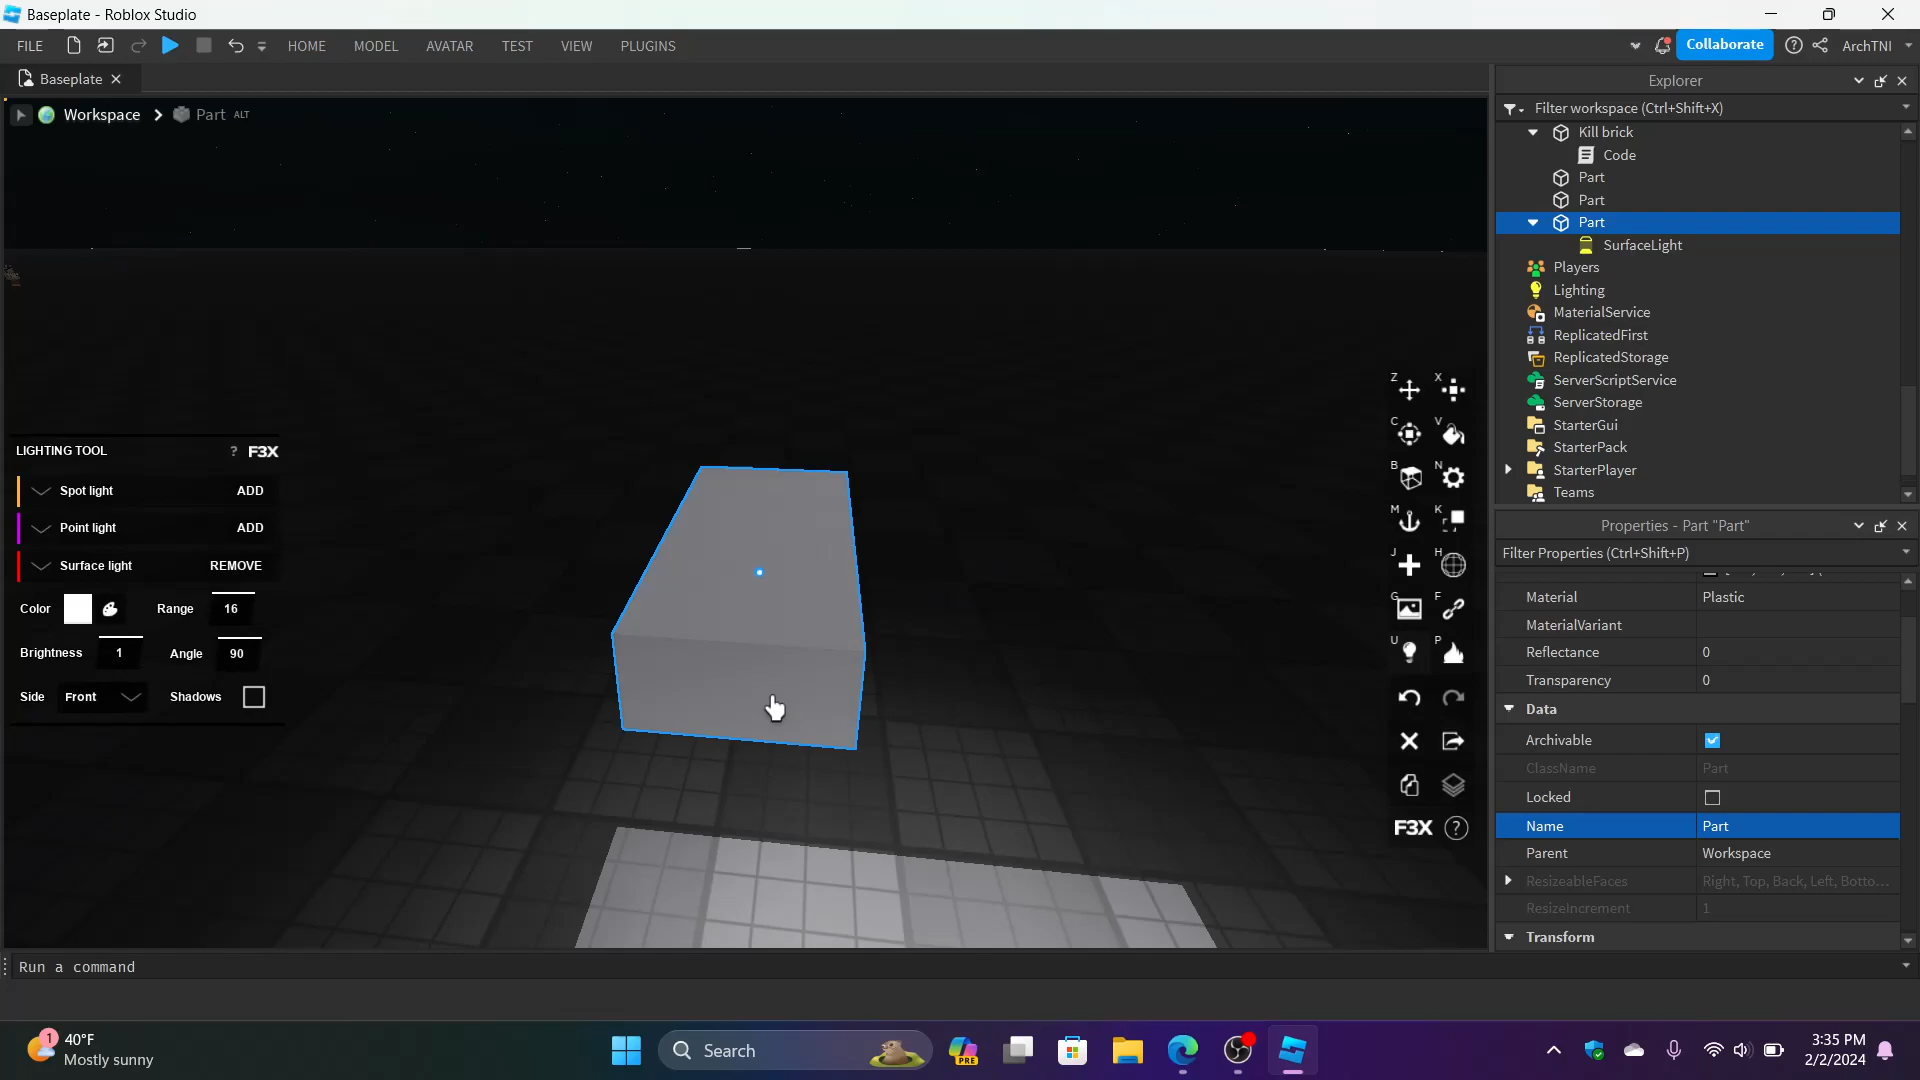 Baseplate - Roblox Studio
FILE HOME MODEL AVATAR TEST VIEW PLUGINS Collaborate ArchTNI
Baseplate
Workspace Part ALT
LIGHTING TOOL ? F3X
Spot light ADD
Point light ADD
Surface light REMOVE
Color Range 16
Brightness 1 Angle 90
Side Front Shadows
Z X
C V
B N
M K
J H
G F
U P
F3X ?
Explorer
Filter workspace (Ctrl+Shift+X)
Kill brick
Code
Part
Part
Part
SurfaceLight
Players
Lighting
MaterialService
ReplicatedFirst
ReplicatedStorage
ServerScriptService
ServerStorage
StarterGui
StarterPack
StarterPlayer
Teams
Properties - Part "Part"
Filter Properties (Ctrl+Shift+P)
Material Plastic
MaterialVariant
Reflectance 0
Transparency 0
Data
Archivable
ClassName Part
Locked
Name Part
Parent Workspace
ResizeableFaces Right, Top, Back, Left, Botto...
ResizeIncrement 1
Transform
Run a command
1 40°F
Mostly sunny
Search
PRE
3:35 PM
2/2/2024